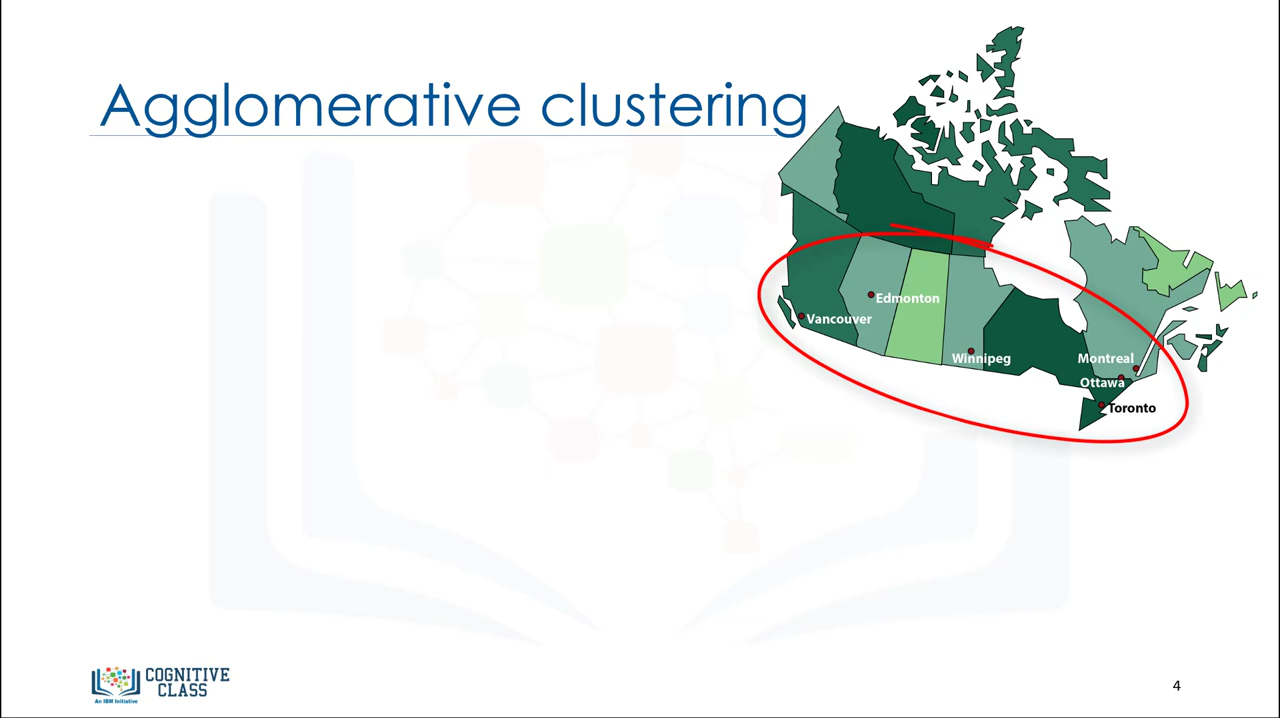 Agglomerative clustering
Edmonton
Vancouver
Winnipeg
Montreal
Ottawa
Toronto
COGNITIVE
CLASS
An IBM Initiative
4